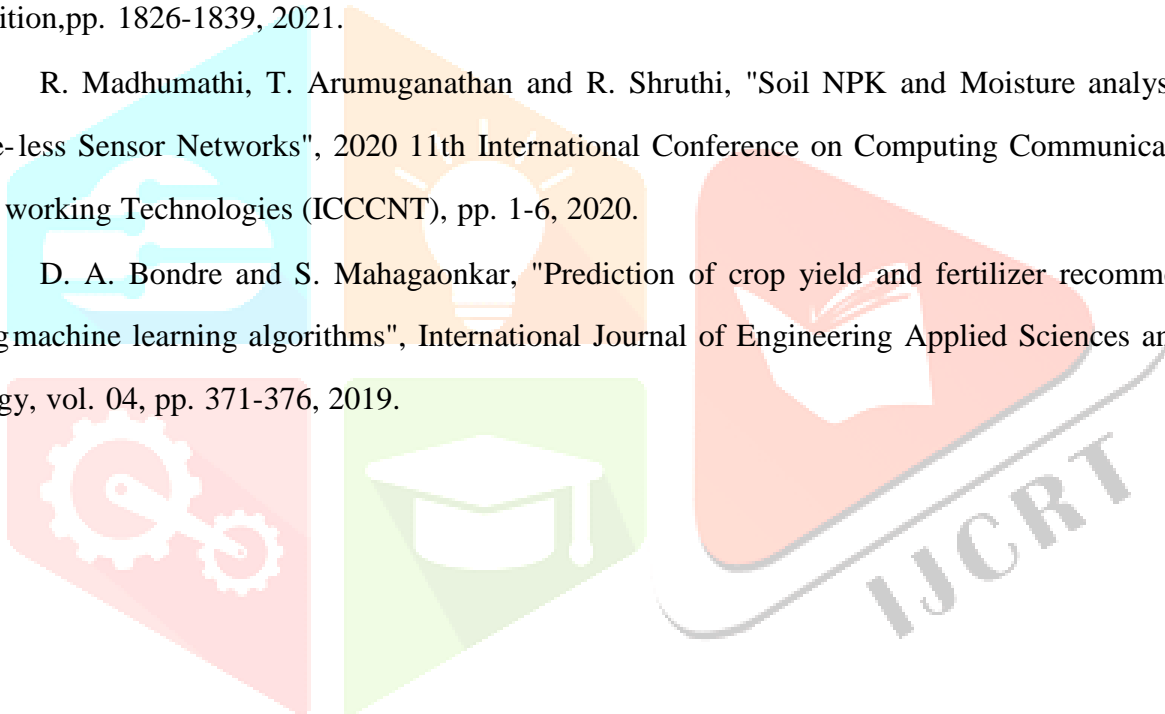 ition,pp. 1826-1839, 2021.
R. Madhumathi, T. Arumuganathan and R. Shruthi, "Soil NPK and Moisture analys
e-less Sensor Networks", 2020 11th International Conference on Computing Communica
working Technologies (ICCCNT), pp. 1-6, 2020.
D. A. Bondre and S. Mahagaonkar, "Prediction of crop yield and fertilizer recomme
gmachine learning algorithms", International Journal of Engineering Applied Sciences an
gy, vol. 04, pp. 371-376, 2019.
IJCRT